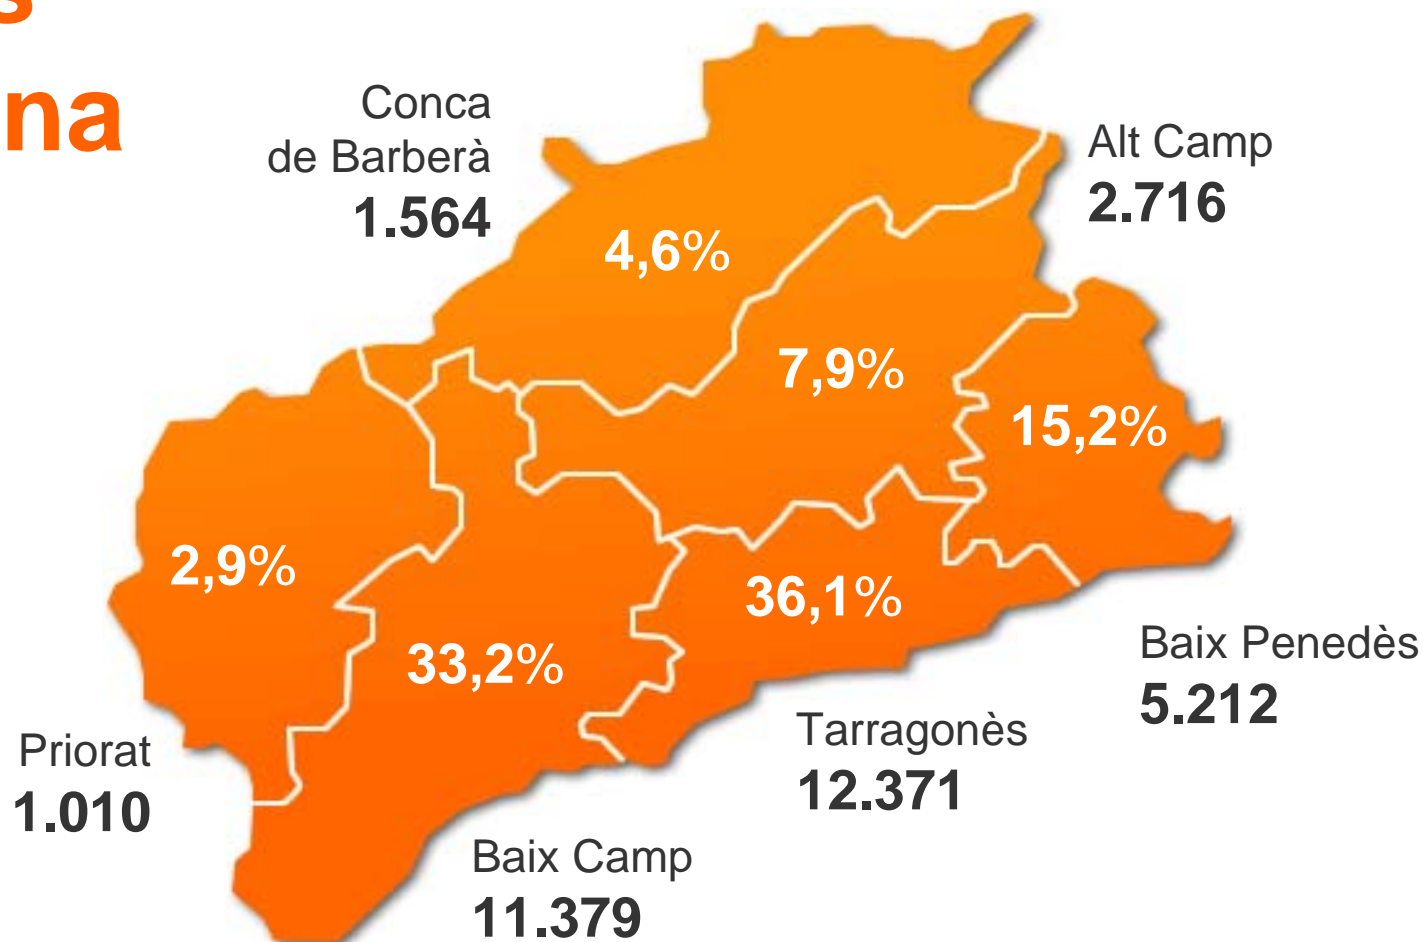 na
Conca
de Barberà
1.564
Alt Camp
2.716
4,6%
7,9%
15,2%
2,9%
36,1%
33,2%
Baix Penedès
5.212
Tarragonès
12.371
Priorat
1.010
Baix Camp
11.379